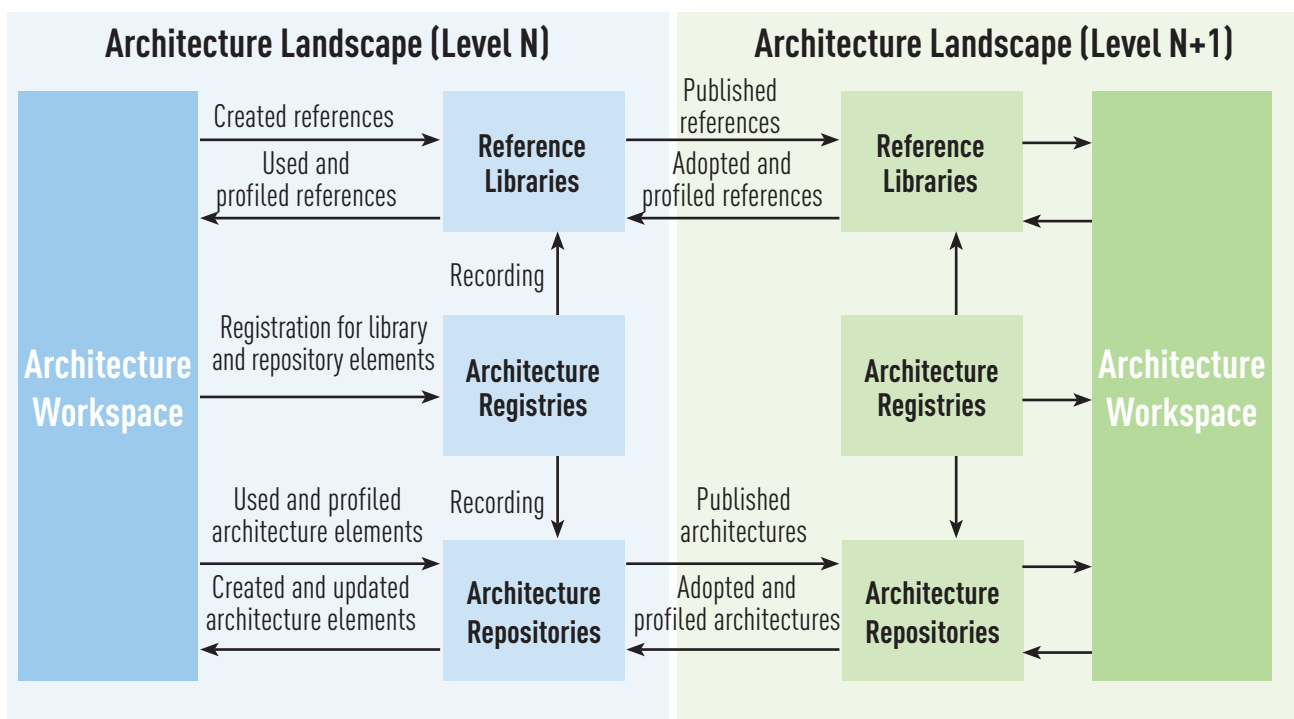 Architecture Landscape (Level N)
Architecture Landscape (Level N+1)
Created references
Used and
profiled references
Reference
Libraries
Published
references
Adopted and
profiled references
Reference
Libraries
Recording
Architecture
Workspace
Registration for library
and repository elements
Architecture
Registries
Architecture
Registries
Architecture
Workspace
Recording
Used and profiled
architecture elements
Created and updated
architecture elements
Architecture
Repositories
Published
architectures
Adopted and
profiled architectures
Architecture
Repositories